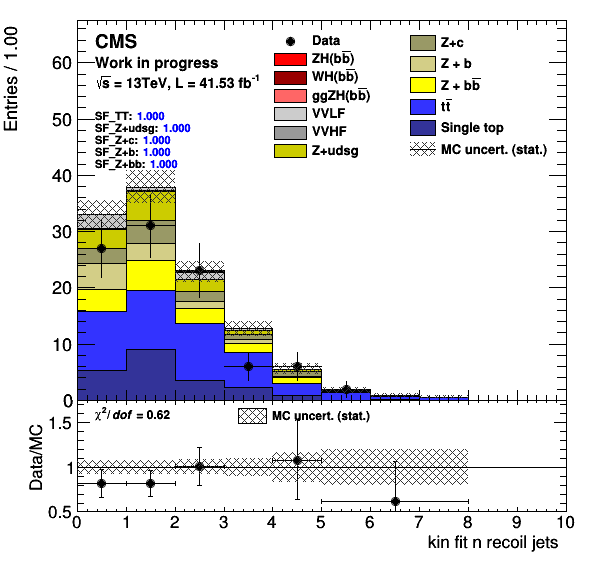 CMS
Work in progress
√s = 13TeV, L = 41.53 fb⁻¹
SF_TT: 1.000
SF_Z+udsg: 1.000
SF_Z+c: 1.000
SF_Z+b: 1.000
SF_Z+bb: 1.000
Data
ZH(bb̅)
WH(bb̅)
ggZH(bb̅)
VVLF
VVHF
Z+udsg
Z+c
Z + b
Z + bb̅
tt̅
Single top
MC uncert. (stat.)
Entries / 1.00
60
50
40
30
20
10
0
χ²/dof = 0.62
MC uncert. (stat.)
Data/MC
1.5
1
0.5
0 1 2 3 4 5 6 7 8 9 10
kin fit n recoil jets